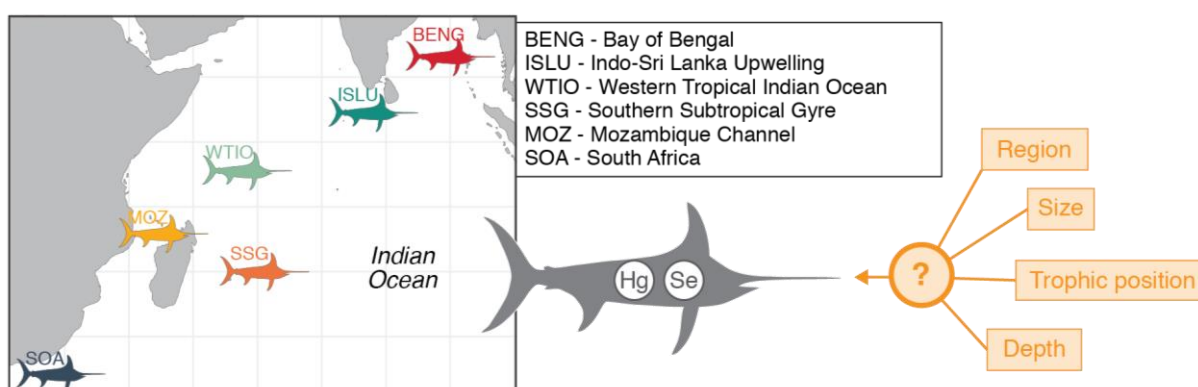 BENG
ISLU
WTIO
MOZ
SSG
SOA
Indian
Ocean
BENG - Bay of Bengal
ISLU - Indo-Sri Lanka Upwelling
WTIO - Western Tropical Indian Ocean
SSG - Southern Subtropical Gyre
MOZ - Mozambique Channel
SOA - South Africa
Hg Se
?
Region
Size
Trophic position
Depth